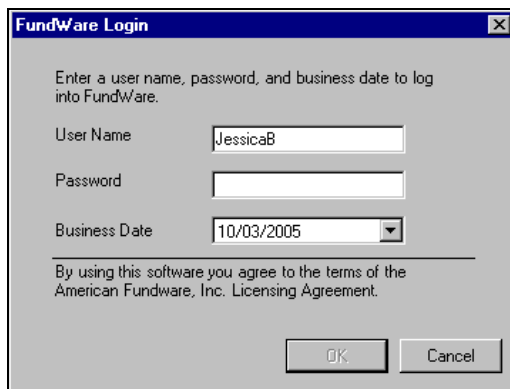 FundWare Login
Enter a user name, password, and business date to log
into FundWare.
User Name JessicaB
Password
Business Date 10/03/2005
By using this software you agree to the terms of the
American Fundware, Inc. Licensing Agreement.
OK Cancel